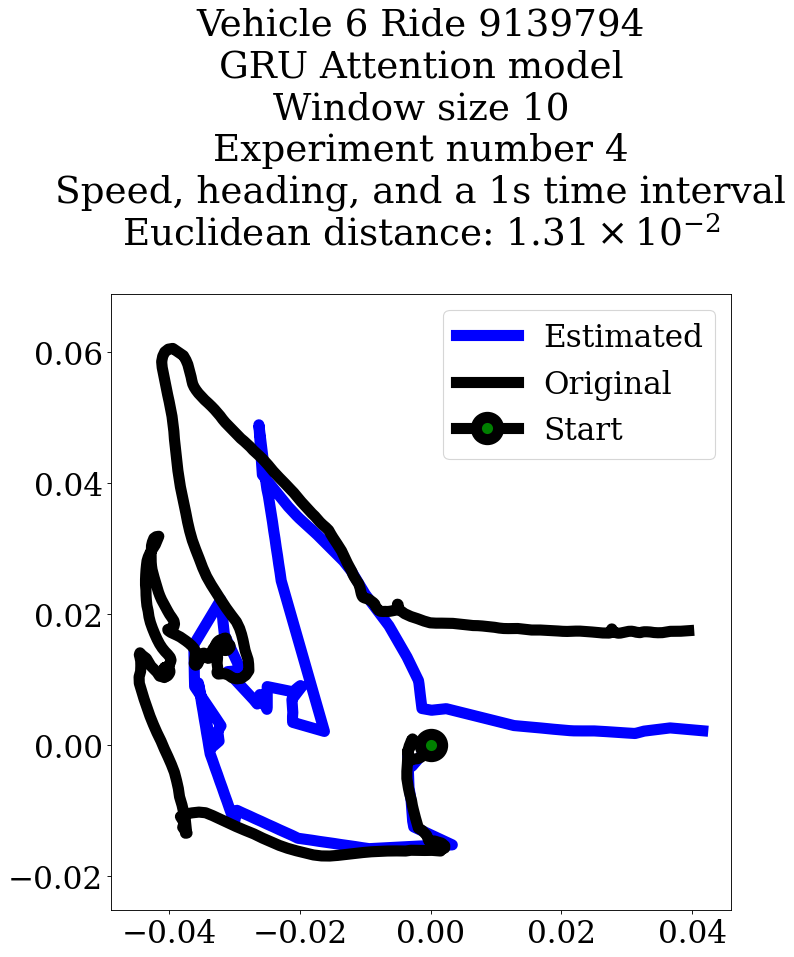 Vehicle 6 Ride 9139794
GRU Attention model
Window size 10
Experiment number 4
Speed, heading, and a 1s time interval
Euclidean distance: 1.31 × 10⁻²
Estimated
Original
Start
0.06
0.04
0.02
0.00
−0.02
−0.04 −0.02 0.00 0.02 0.04